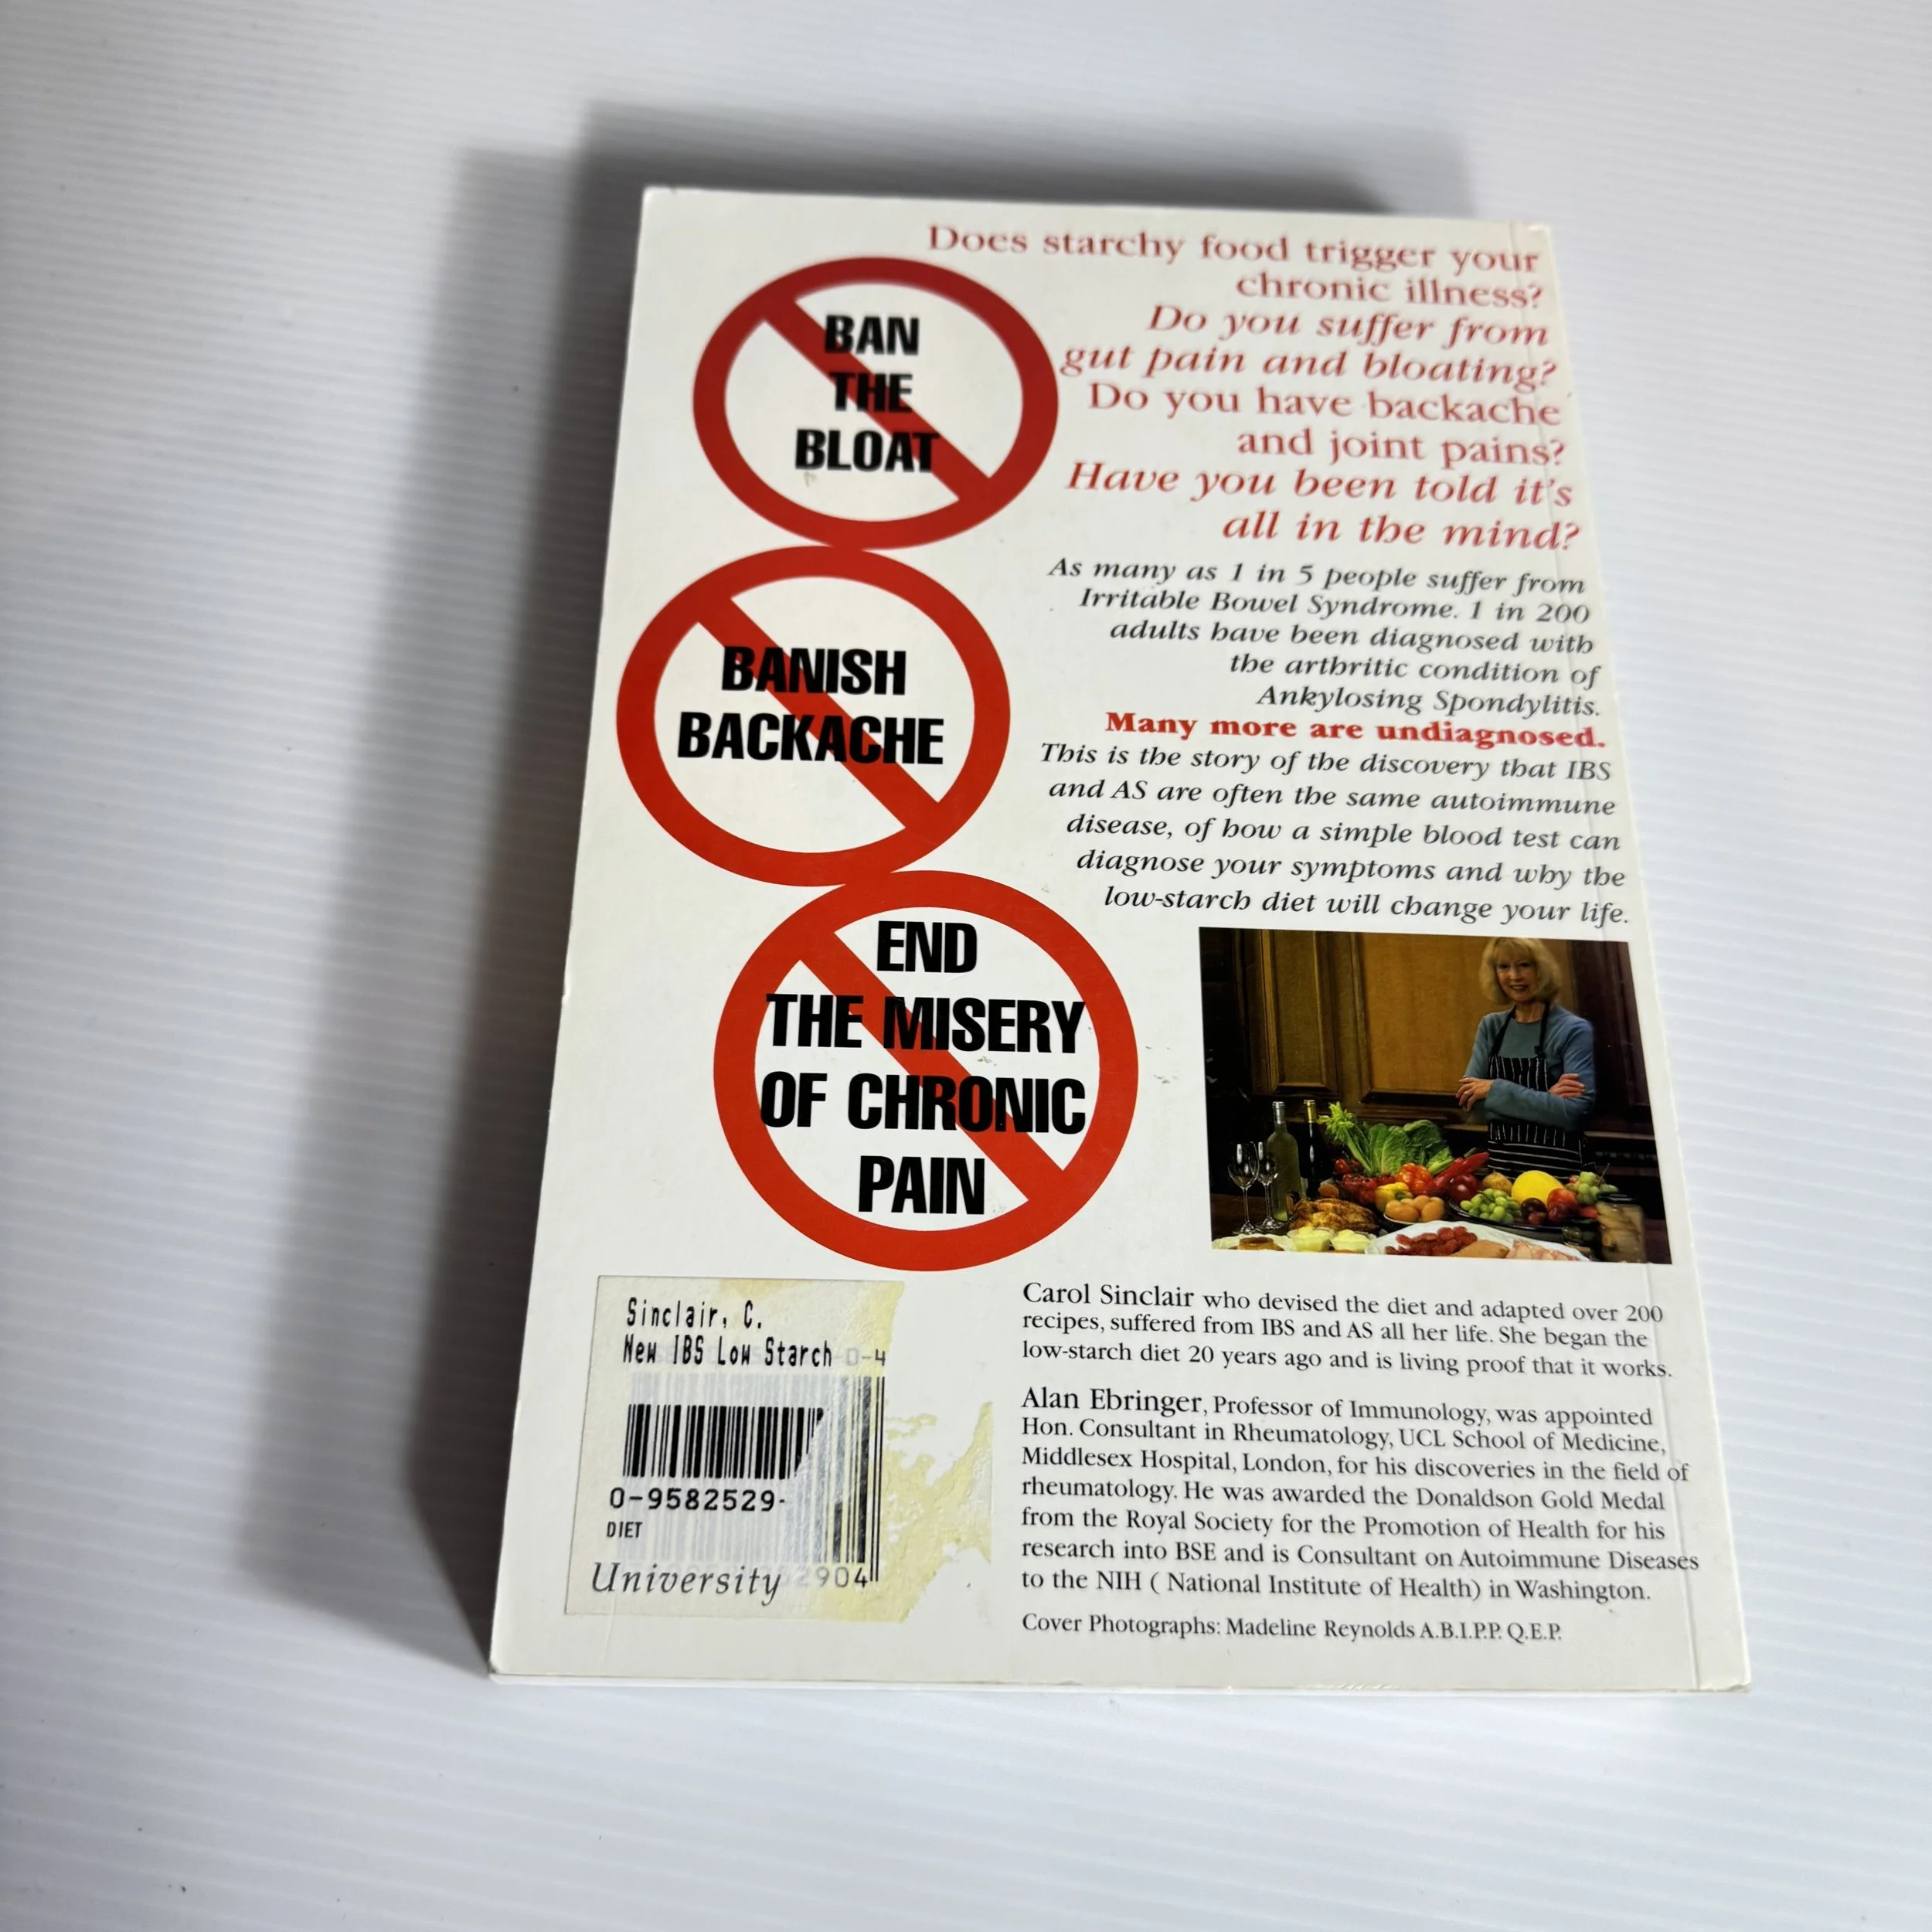 Does starchy food trigger your
chronic illness?
Do you suffer from
gut pain and bloating?
Do you have backache
and joint pains?
Have you been told it's
all in the mind?
As many as 1 in 5 people suffer from
Irritable Bowel Syndrome. 1 in 200
adults have been diagnosed with
the arthritic condition of
Ankylosing Spondylitis.
Many more are undiagnosed.
This is the story of the discovery that IBS
and AS are often the same autoimmune
disease, of how a simple blood test can
diagnose your symptoms and why the
low-starch diet will change your life.
BAN
THE
BLOAT
BANISH
BACKACHE
END
THE MISERY
OF CHRONIC
PAIN
Carol Sinclair who devised the diet and adapted over 200
recipes, suffered from IBS and AS all her life. She began the
low-starch diet 20 years ago and is living proof that it works.
Alan Ebringer, Professor of Immunology, was appointed
Hon. Consultant in Rheumatology, UCL School of Medicine,
Middlesex Hospital, London, for his discoveries in the field of
rheumatology. He was awarded the Donaldson Gold Medal
from the Royal Society for the Promotion of Health for his
research into BSE and is Consultant on Autoimmune Diseases
to the NIH ( National Institute of Health) in Washington.
Cover Photographs: Madeline Reynolds A.B.I.P.P. Q.E.P.
Sinclair, C.
New IBS Low Starch 0-4
0-9582529-
DIET
University 2904